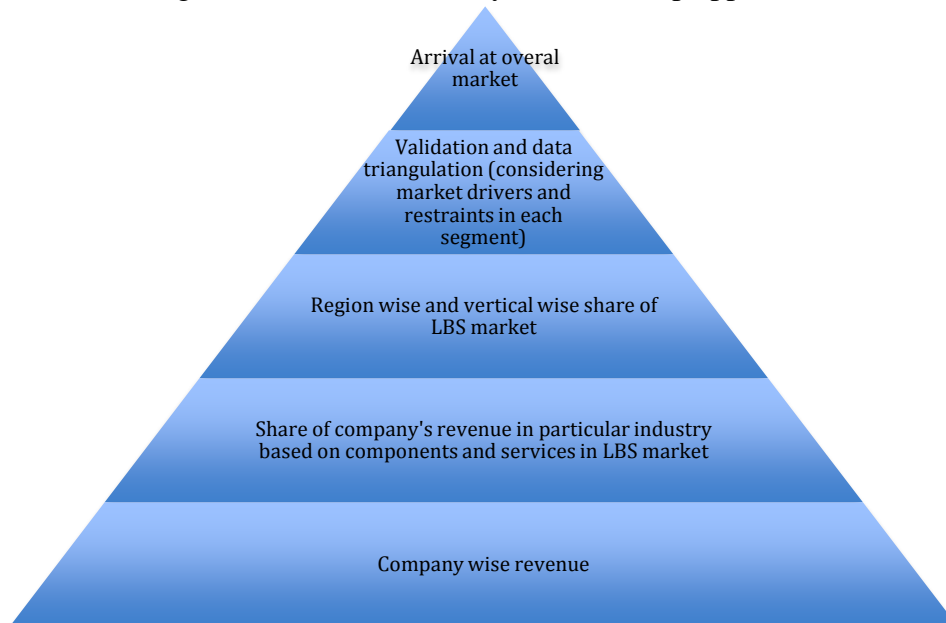 Arrival at overal
market
Validation and data
triangulation (considering
market drivers and
restraints in each
segment)
Region wise and vertical wise share of
LBS market
Share of company's revenue in particular industry
based on components and services in LBS market
Company wise revenue